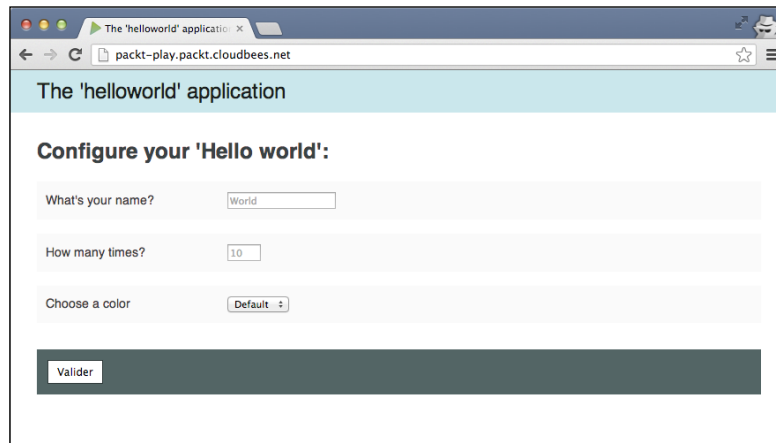 The 'helloworld' applicatio
packt-play.packt.cloudbees.net
The 'helloworld' application
Configure your 'Hello world':
What's your name? World
How many times? 10
Choose a color Default
Valider